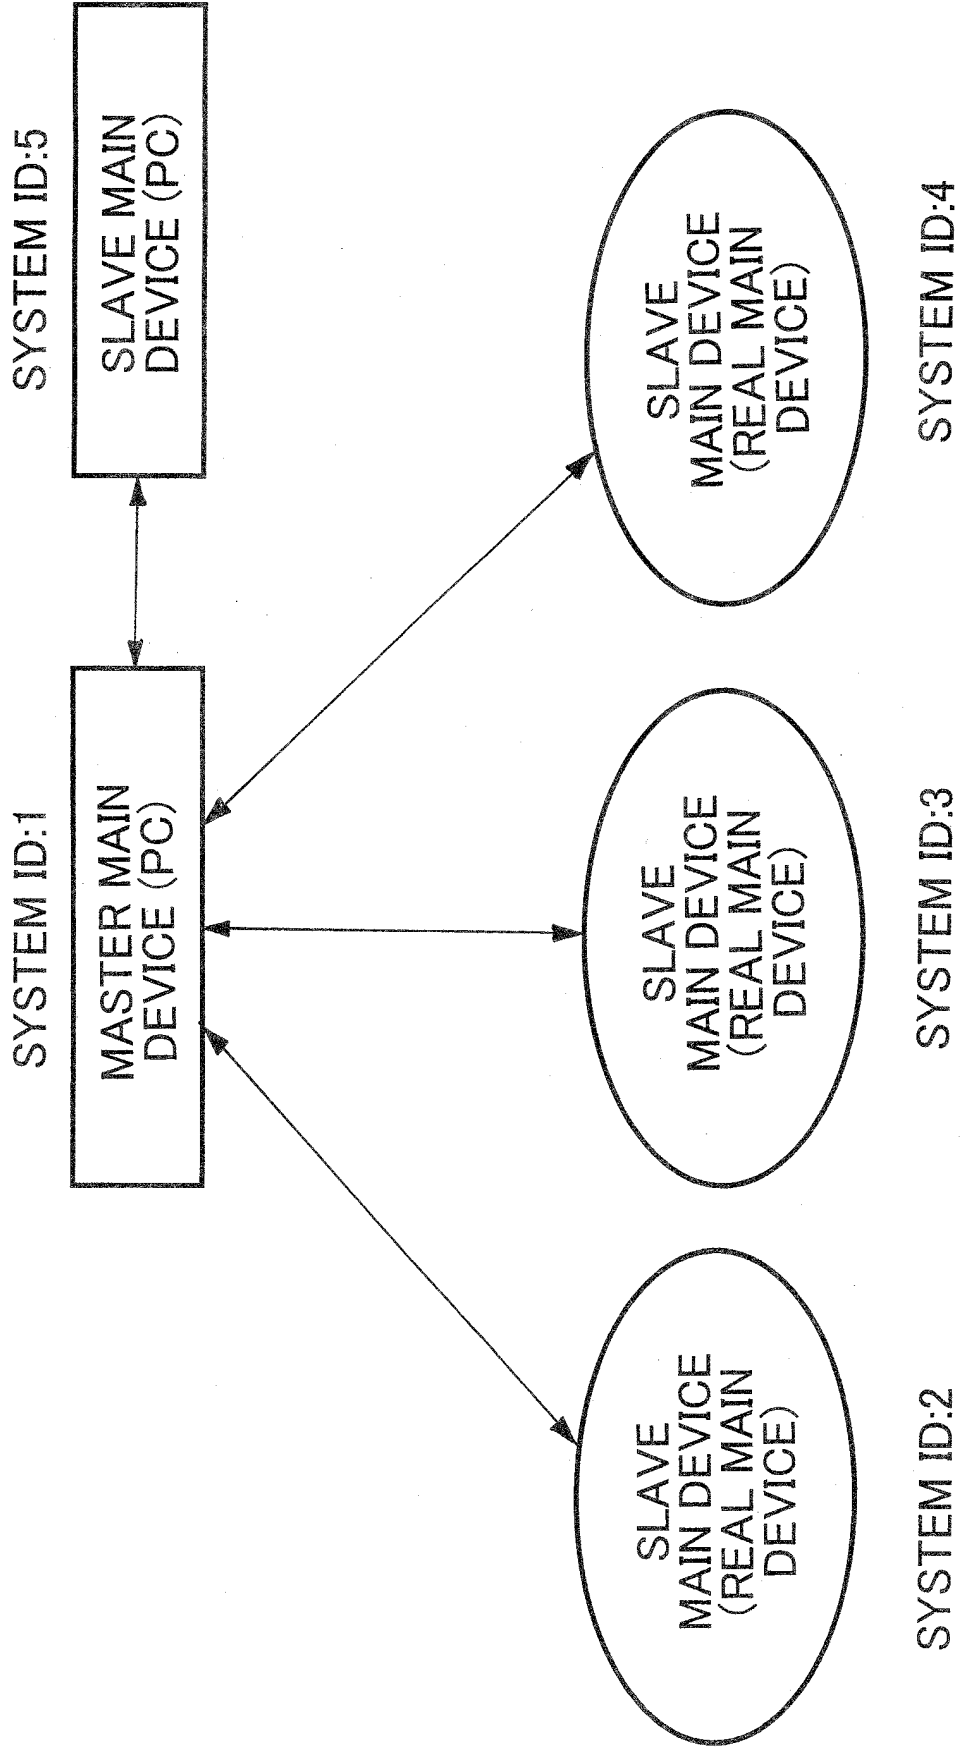 SYSTEM ID:1
MASTER MAIN
DEVICE (PC)
SYSTEM ID:5
SLAVE MAIN
DEVICE (PC)
SLAVE
MAIN DEVICE
(REAL MAIN
DEVICE)
SYSTEM ID:2
SLAVE
MAIN DEVICE
(REAL MAIN
DEVICE)
SYSTEM ID:3
SLAVE
MAIN DEVICE
(REAL MAIN
DEVICE)
SYSTEM ID:4